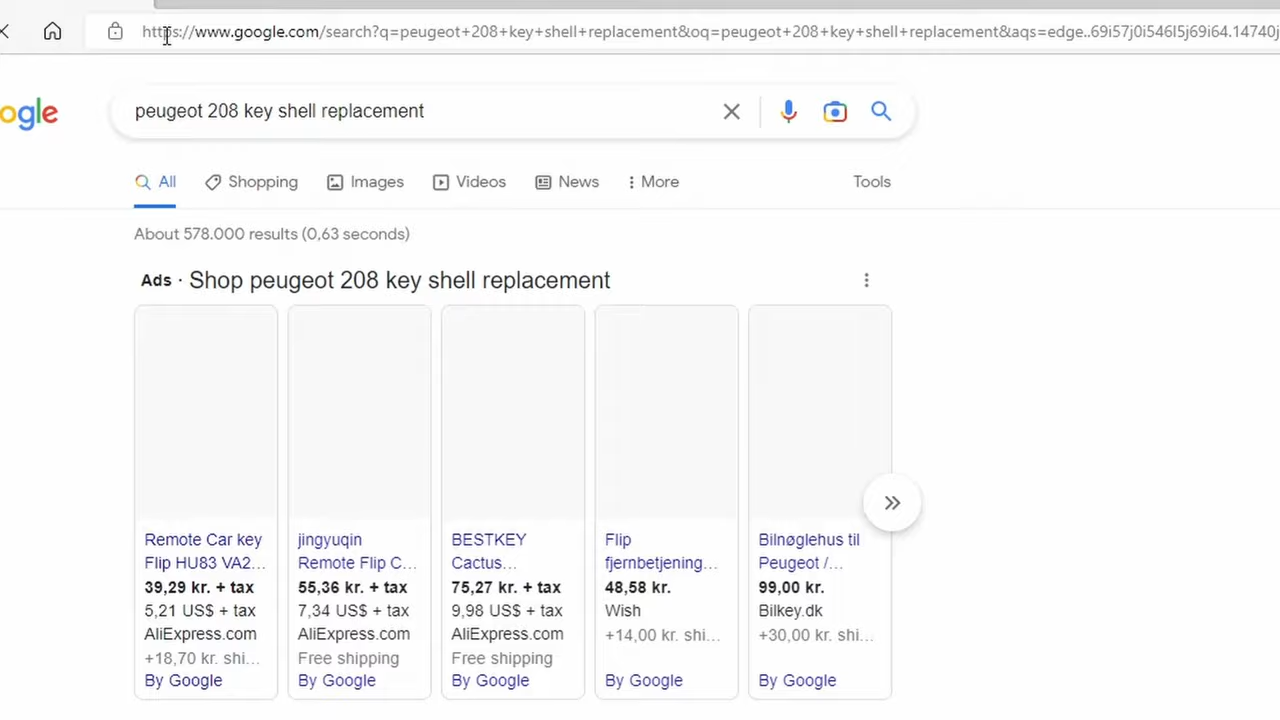 https://www.google.com/search?q=peugeot+208+key+shell+replacement&oq=peugeot+208+key+shell+replacement&aqs=edge..69i57j0i546l5j69i64.14740j
ogle
peugeot 208 key shell replacement
All Shopping Images Videos News More Tools
About 578.000 results (0,63 seconds)
Ads · Shop peugeot 208 key shell replacement
Remote Car key
Flip HU83 VA2...
39,29 kr. + tax
5,21 US$ + tax
AliExpress.com
+18,70 kr. shi...
By Google
jingyuqin
Remote Flip C...
55,36 kr. + tax
7,34 US$ + tax
AliExpress.com
Free shipping
By Google
BESTKEY
Cactus...
75,27 kr. + tax
9,98 US$ + tax
AliExpress.com
Free shipping
By Google
Flip
fjernbetjening...
48,58 kr.
Wish
+14,00 kr. shi...
By Google
Bilnøglehus til
Peugeot /...
99,00 kr.
Bilkey.dk
+30,00 kr. shi...
By Google